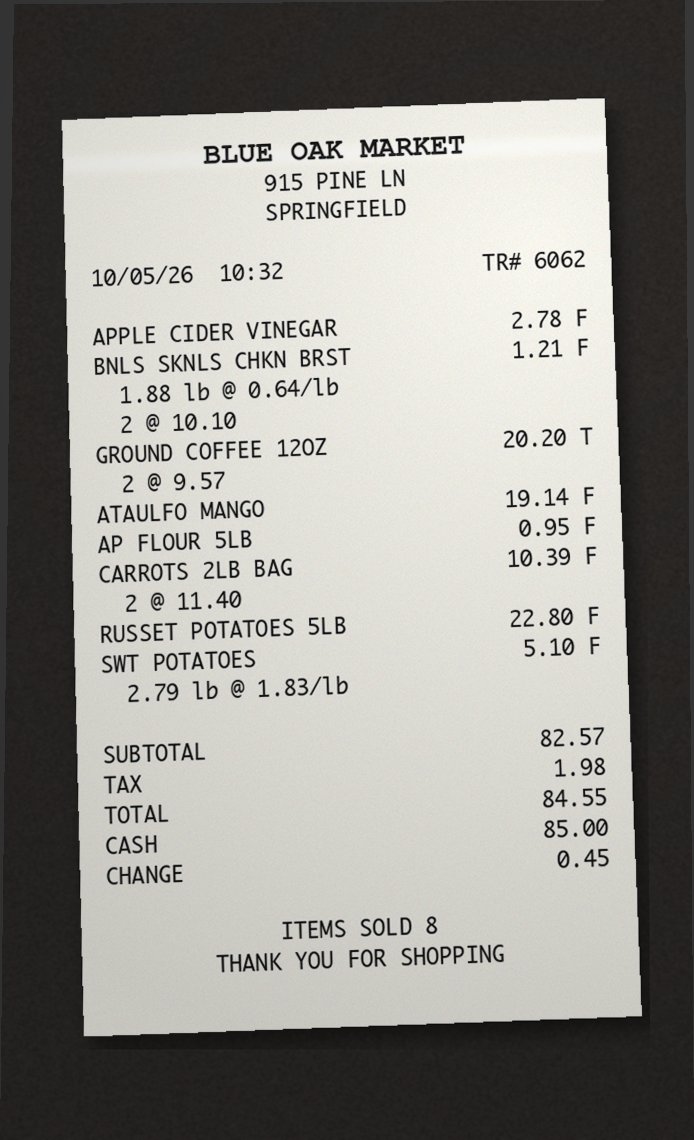 BLUE OAK MARKET
915 PINE LN
SPRINGFIELD
10/05/26 10:32 TR# 6062
APPLE CIDER VINEGAR 2.78 F
BNLS SKNLS CHKN BRST 1.21 F
1.88 lb @ 0.64/lb
2 @ 10.10
GROUND COFFEE 12OZ 20.20 T
2 @ 9.57
ATAULFO MANGO 19.14 F
AP FLOUR 5LB 0.95 F
CARROTS 2LB BAG 10.39 F
2 @ 11.40
RUSSET POTATOES 5LB 22.80 F
SWT POTATOES 5.10 F
2.79 lb @ 1.83/lb
SUBTOTAL 82.57
TAX 1.98
TOTAL 84.55
CASH 85.00
CHANGE 0.45
ITEMS SOLD 8
THANK YOU FOR SHOPPING